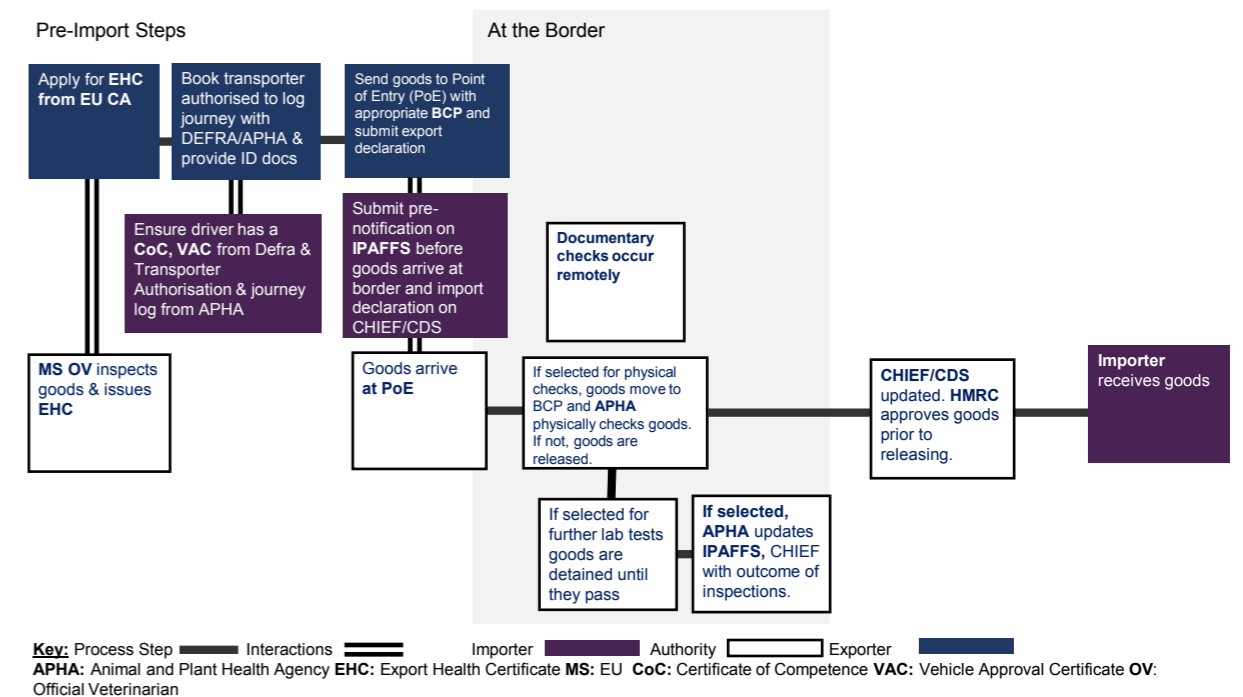 Pre-Import Steps
At the Border
Apply for EHC
from EU CA
Book transporter
authorised to log
journey with
DEFRA/APHA &
provide ID docs
Send goods to Point
of Entry (PoE) with
appropriate BCP and
submit export
declaration
Ensure driver has a
CoC, VAC from Defra &
Transporter
Authorisation & journey
log from APHA
Submit pre-
notification on
IPAFFS before
goods arrive at
border and import
declaration on
CHIEF/CDS
Documentary
checks occur
remotely
MS OV inspects
goods & issues
EHC
Goods arrive
at PoE
If selected for physical
checks, goods move to
BCP and APHA
physically checks goods.
If not, goods are
released.
CHIEF/CDS
updated. HMRC
approves goods
prior to
releasing.
Importer
receives goods
If selected for
further lab tests
goods are
detained until
they pass
If selected,
APHA updates
IPAFFS, CHIEF
with outcome of
inspections.
Key: Process Step Interactions Importer Authority Exporter
APHA: Animal and Plant Health Agency EHC: Export Health Certificate MS: EU CoC: Certificate of Competence VAC: Vehicle Approval Certificate OV:
Official Veterinarian